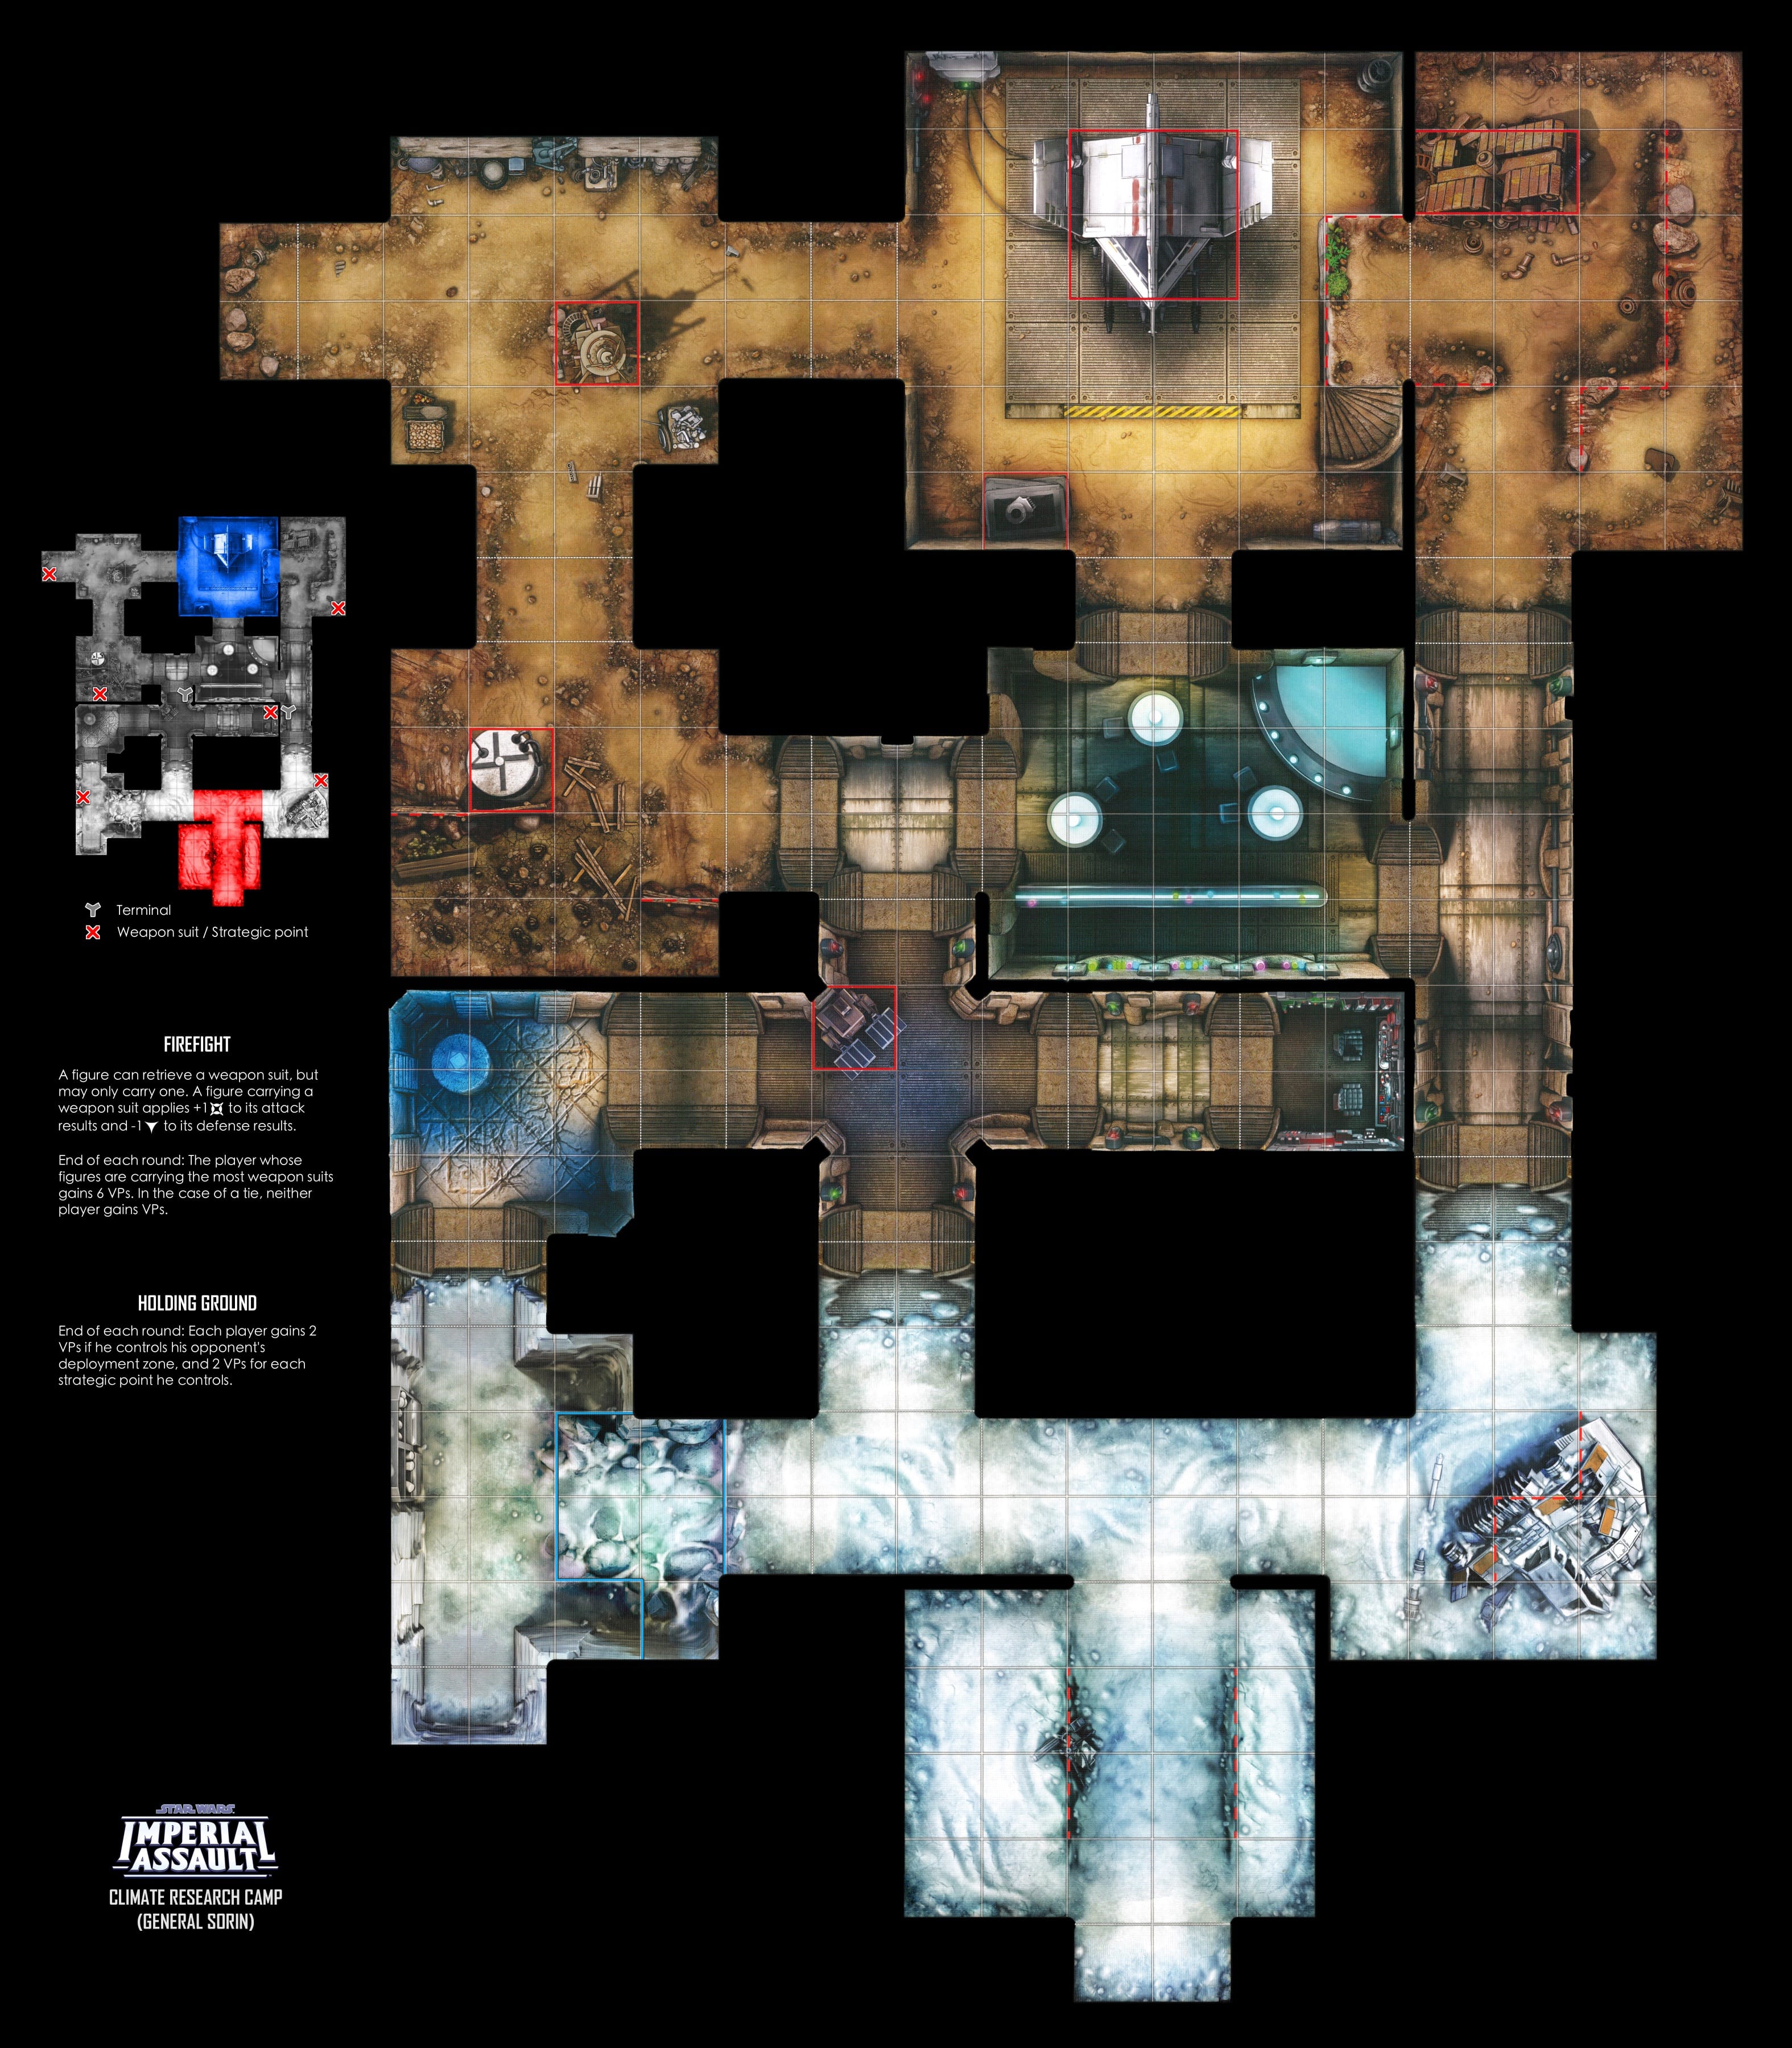 Terminal
Weapon suit / Strategic point
FIREFIGHT
A figure can retrieve a weapon suit, but
may only carry one. A figure carrying a
weapon suit applies +1 to its attack
results and -1 to its defense results.
End of each round: The player whose
figures are carrying the most weapon suits
gains 6 VPs. In the case of a tie, neither
player gains VPs.
HOLDING GROUND
End of each round: Each player gains 2
VPs if he controls his opponent's
deployment zone, and 2 VPs for each
strategic point he controls.
STAR WARS
IMPERIAL
ASSAULT
CLIMATE RESEARCH CAMP
(GENERAL SORIN)